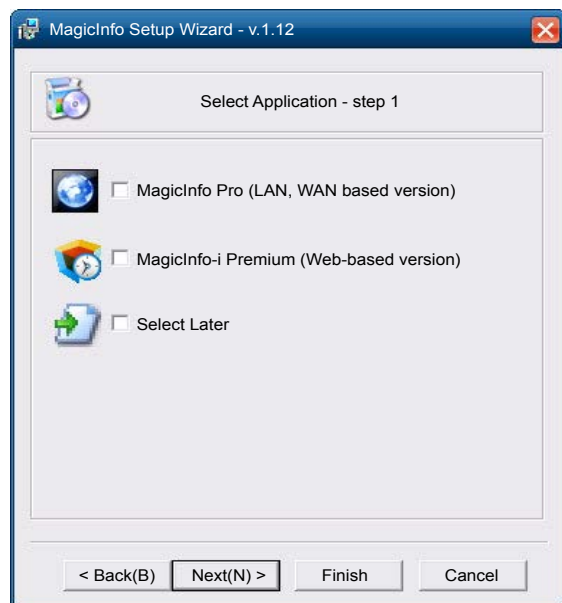 MagicInfo Setup Wizard - v.1.12
Select Application - step 1
MagicInfo Pro (LAN, WAN based version)
MagicInfo-i Premium (Web-based version)
Select Later
< Back(B) Next(N) > Finish Cancel